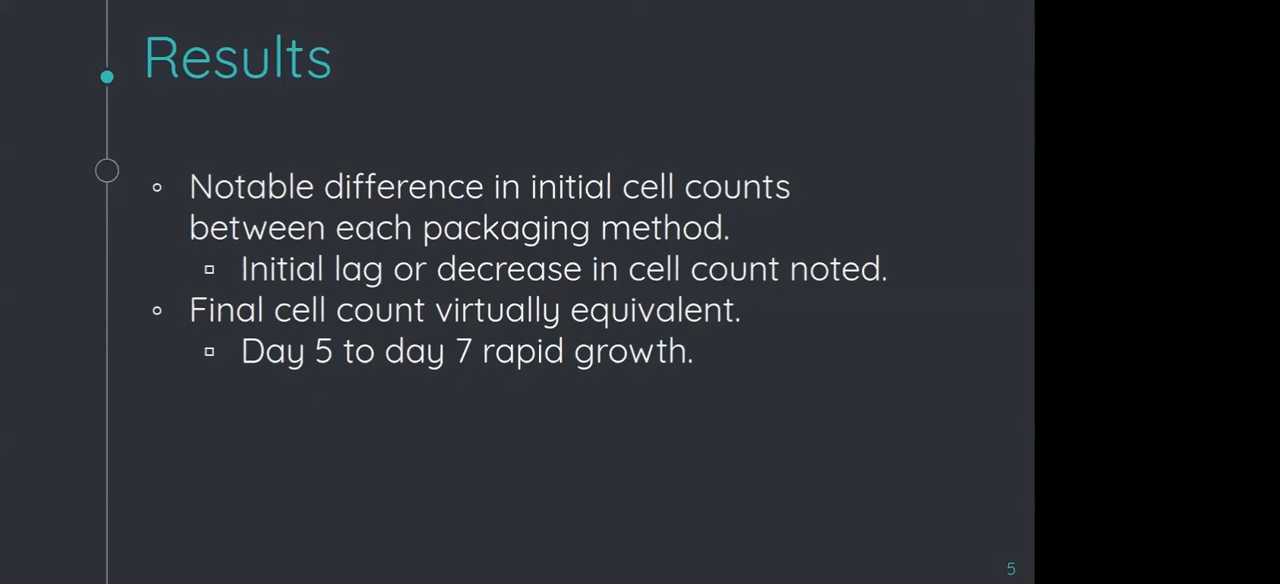 Results
Notable difference in initial cell counts
between each packaging method.
Initial lag or decrease in cell count noted.
Final cell count virtually equivalent.
Day 5 to day 7 rapid growth.
5